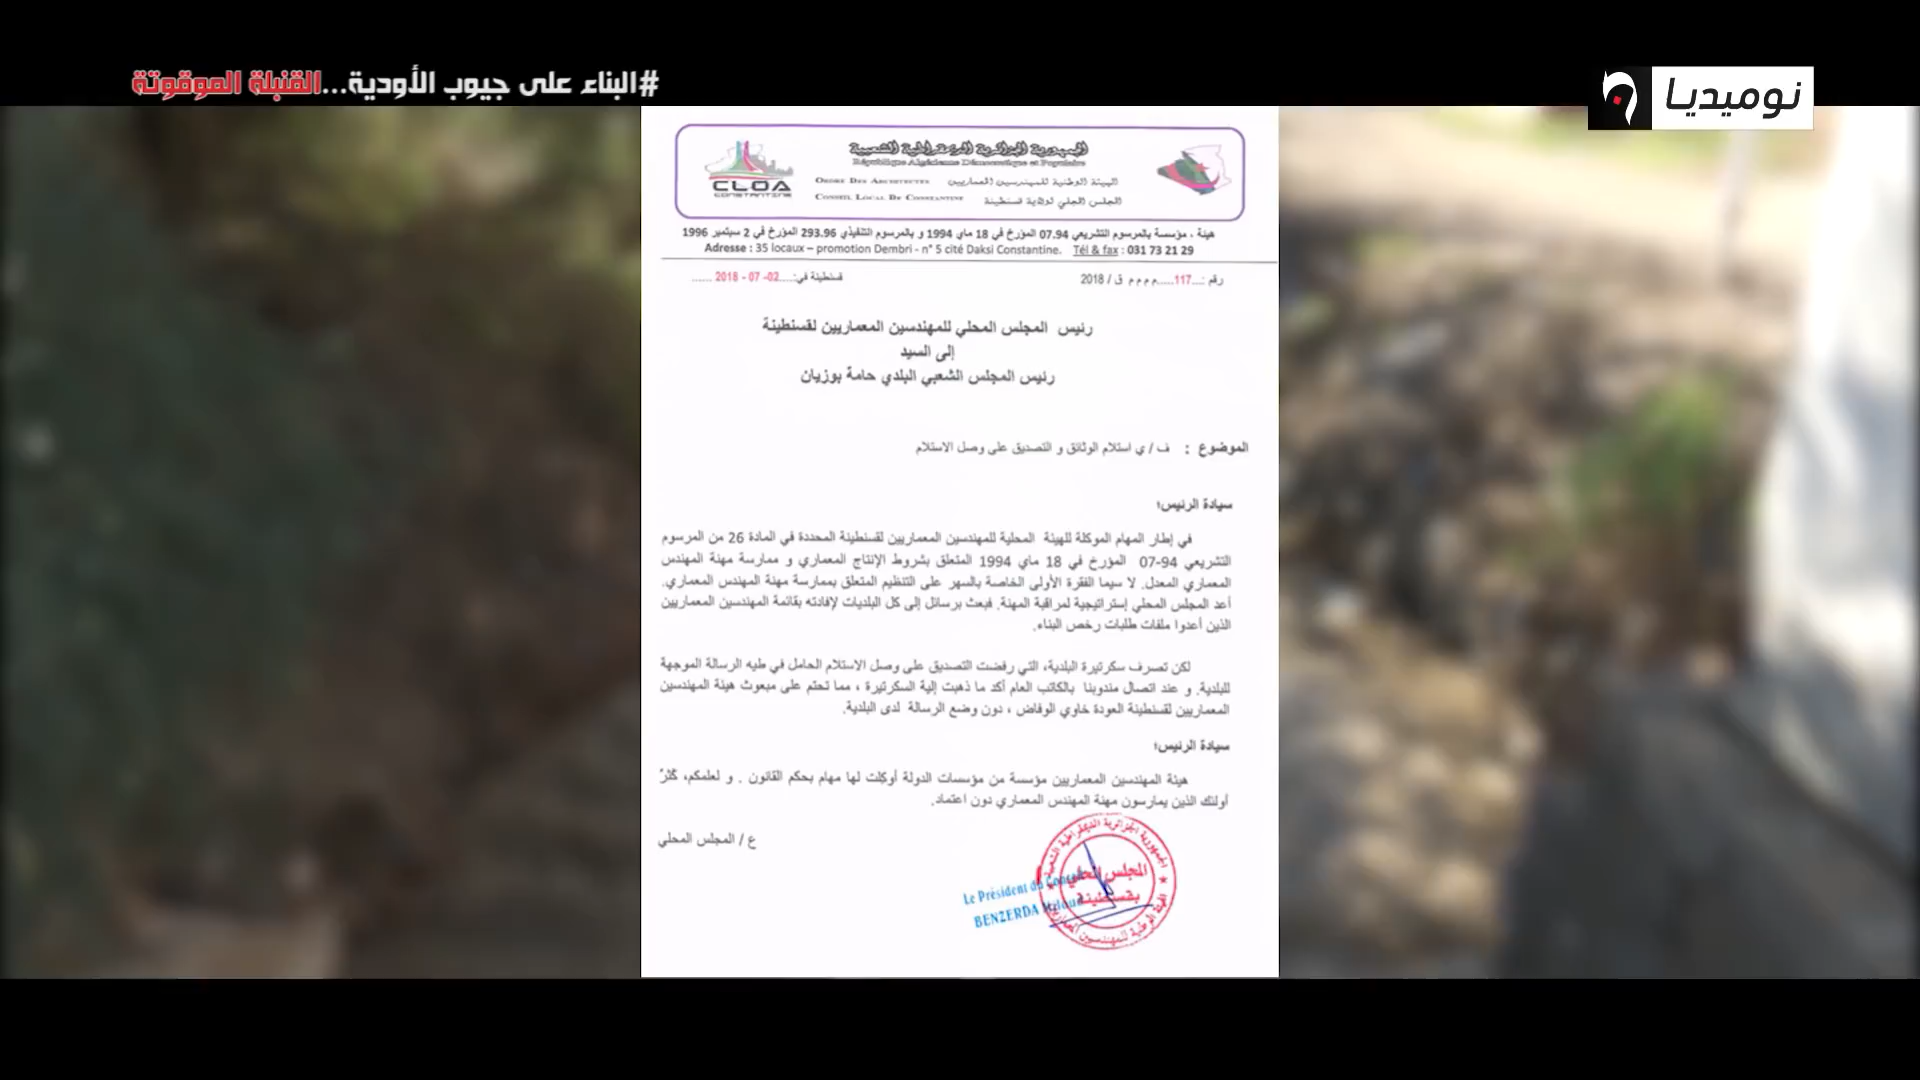 #البناء على جيوب الأودية...القنبلة الموقوتة
نوميديا
الجمهورية الجزائرية الديمقراطية الشعبية
République Algérienne Démocratique et Populaire
CLOA
CONSTANTINE
Ordre Des Architectes الهيئة الوطنية للمهندسين المعماريين
Conseil Local De Constantine المجلس المحلي لولاية قسنطينة
هيئة ، مؤسسة بالمرسوم التشريعي 07.94 المؤرخ في 18 ماي 1994 و بالمرسوم التنفيذي 293.96 المؤرخ في 2 سبتمبر 1996
Adresse : 35 locaux – promotion Dembri - n° 5 cité Daksi Constantine. Tél & fax : 031 73 21 29
رقم :...117.....م م م م ق / 2018
قسنطينة في:.....02- 07 - 2018 ......
رئيس المجلس المحلي للمهندسين المعماريين لقسنطينة
إلى السيد
رئيس المجلس الشعبي البلدي حامة بوزيان
الموضوع : ف / ي استلام الوثائق و التصديق على وصل الاستلام
سيادة الرئيس؛
في إطار المهام الموكلة للهيئة المحلية للمهندسين المعماريين لقسنطينة المحددة في المادة 26 من المرسوم
التشريعي 94-07 المؤرخ في 18 ماي 1994 المتعلق بشروط الإنتاج المعماري و ممارسة مهنة المهندس
المعماري المعدل. لا سيما الفقرة الأولى الخاصة بالسهر على التنظيم المتعلق بممارسة مهنة المهندس المعماري.
أعد المجلس المحلي إستراتيجية لمراقبة المهنة. فبعث برسائل إلى كل البلديات لإفادته بقائمة المهندسين المعماريين
الذين أعدوا ملفات طلبات رخص البناء.
لكن تصرف سكرتيرة البلدية، التي رفضت التصديق على وصل الاستلام الحامل في طيه الرسالة الموجهة
للبلدية. و عند اتصال مندوبنا بالكاتب العام أكد ما ذهبت إلية السكرتيرة ، مما تحتم على مبعوث هيئة المهندسين
المعماريين لقسنطينة العودة خاوي الوفاض ، دون وضع الرسالة لدى البلدية.
سيادة الرئيس؛
هيئة المهندسين المعماريين مؤسسة من مؤسسات الدولة أوكلت لها مهام بحكم القانون . و لعلمكم، كَثُرَ
أولئك الذين يمارسون مهنة المهندس المعماري دون اعتماد.
ع / المجلس المحلي
الجمهورية الجزائرية الديمقراطية الشعبية
المجلس المحلي
بقسنطينة
الهيئة الوطنية للمهندسين المعماريين
Le Président du Conseil
BENZERDA